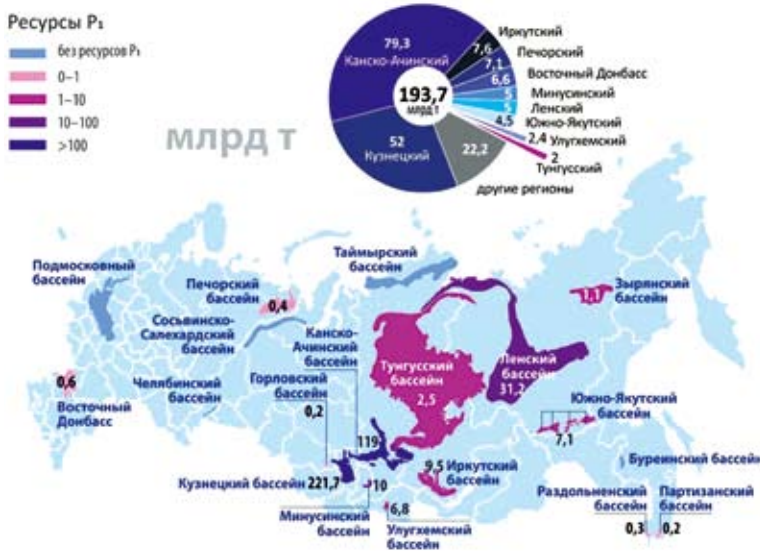 Ресурсы P₁
без ресурсов P₁
0–1
1–10
10–100
>100
млрд т
79,3
Канско-Ачинский
7,6
Иркутский
7,1
Печорский
6,6
Восточный Донбасс
5
Минусинский
5
Ленский
4,5
Южно-Якутский
2,4
Улугхемский
2
Тунгусский
22,2
другие регионы
52
Кузнецкий
193,7
млрд т
Подмосковный
бассейн
Печорский
бассейн
0,4
Таймырский
бассейн
Зырянский
бассейн
Сосьвинско-
Салехардский
бассейн
Канско-
Ачинский
бассейн
119
Тунгусский
бассейн
2,5
Ленский
бассейн
31,2
0,6
Восточный
Донбасс
Челябинский
бассейн
Горловский
бассейн
0,2
Южно-Якутский
бассейн
7,1
9,5
Иркутский
бассейн
Кузнецкий бассейн
221,7
10
Минусинский
бассейн
6,8
Улугхемский
бассейн
Буреинский бассейн
Раздольненский
бассейн
0,3
Партизанский
бассейн
0,2